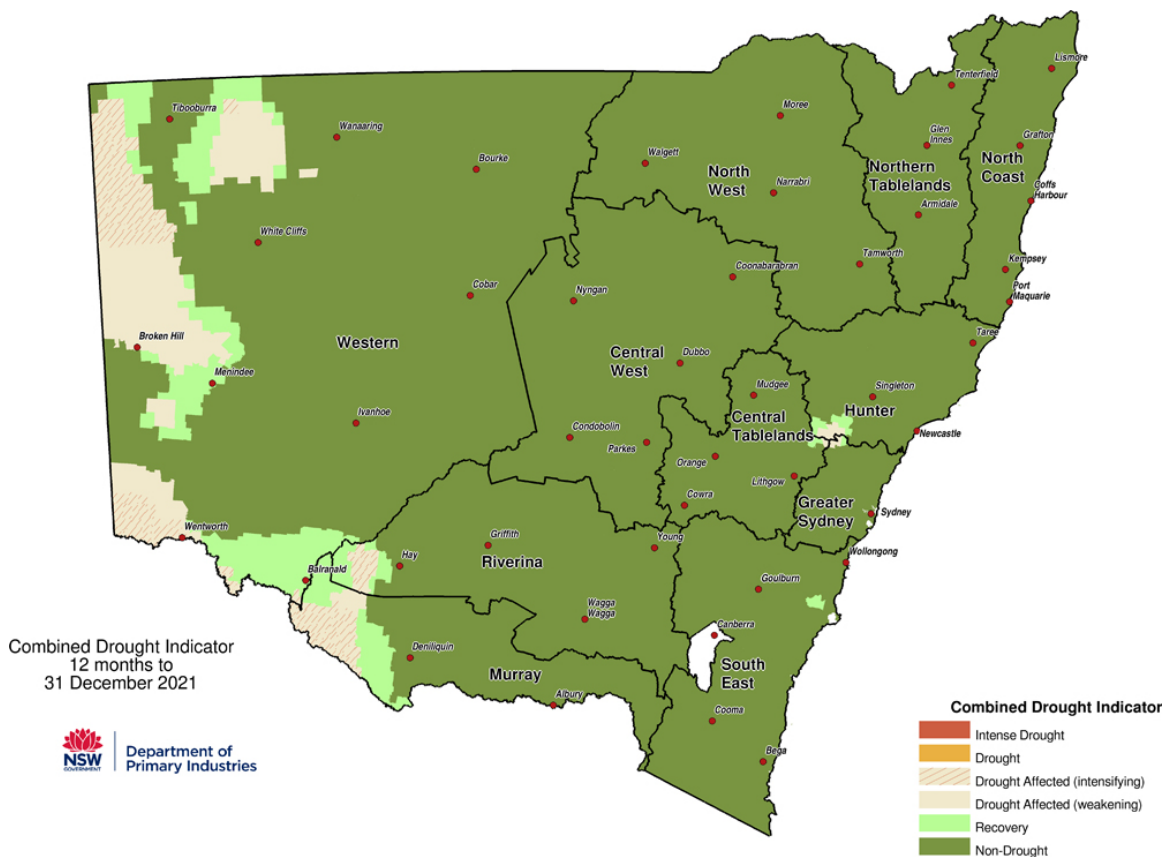 Lismore
Tenterfield
Tibooburra
Moree
Wanaaring
Glen
Innes
Grafton
Walgett
North
West
Northern
Tablelands
North
Coast
Bourke
Narrabri
Coffs
Harbour
Armidale
White Cliffs
Tamworth
Kempsey
Coonabarabran
Cobar
Nyngan
Port
Maquarie
Broken Hill
Western
Central
West
Dubbo
Taree
Menindee
Mudgee
Singleton
Hunter
Ivanhoe
Central
Tablelands
Condobolin
Parkes
Newcastle
Orange
Lithgow
Cowra
Greater
Sydney
Sydney
Wentworth
Griffith
Young
Wollongong
Riverina
Hay
Balranald
Goulburn
Wagga
Wagga
Canberra
Combined Drought Indicator
12 months to
31 December 2021
Deniliquin
Murray
South
East
Albury
Cooma
Bega
NSW
GOVERNMENT
Department of
Primary Industries
Combined Drought Indicator
Intense Drought
Drought
Drought Affected (intensifying)
Drought Affected (weakening)
Recovery
Non-Drought